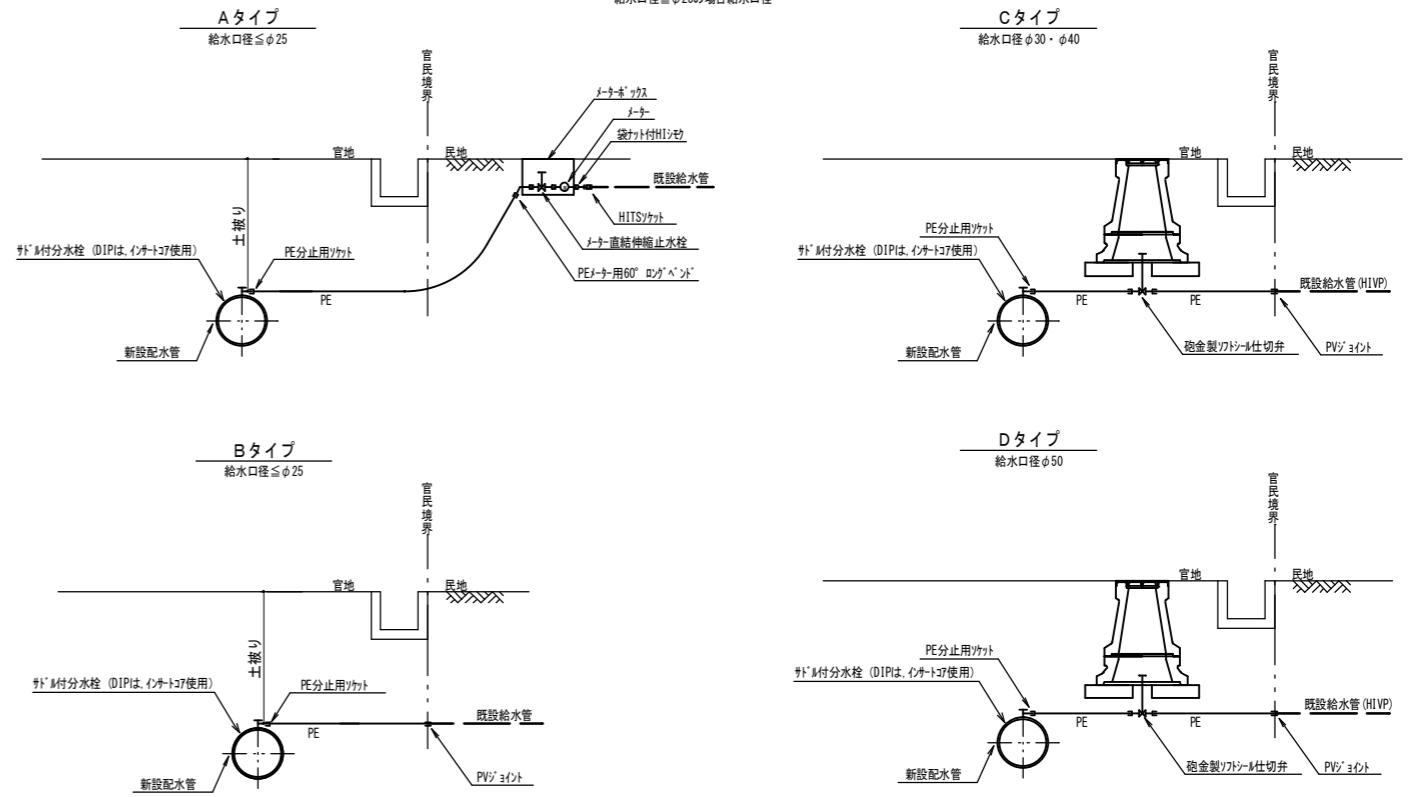 Aタイプ
給水口径≦φ25
官民境界
メーターボックス
メーター
袋ナット付HIシモク
官地
民地
既設給水管
土被り
HITSソケット
サドル付分水栓 (DIPは,インサートコア使用)
PE分止用ソケット
メーター直結伸縮止水栓
PEメーター用60° ロングベンド
PE
新設配水管
Cタイプ
給水口径φ30・φ40
官民境界
官地
民地
PE分止用ソケット
サドル付分水栓 (DIPは,インサートコア使用)
既設給水管(HIVP)
PE
PE
新設配水管
砲金製ソフトシール仕切弁
PVジョイント
Bタイプ
給水口径≦φ25
官民境界
官地
民地
土被り
サドル付分水栓 (DIPは,インサートコア使用)
PE分止用ソケット
既設給水管
PE
新設配水管
PVジョイント
Dタイプ
給水口径φ50
官民境界
官地
民地
PE分止用ソケット
サドル付分水栓 (DIPは,インサートコア使用)
既設給水管(HIVP)
PE
PE
新設配水管
砲金製ソフトシール仕切弁
PVジョイント